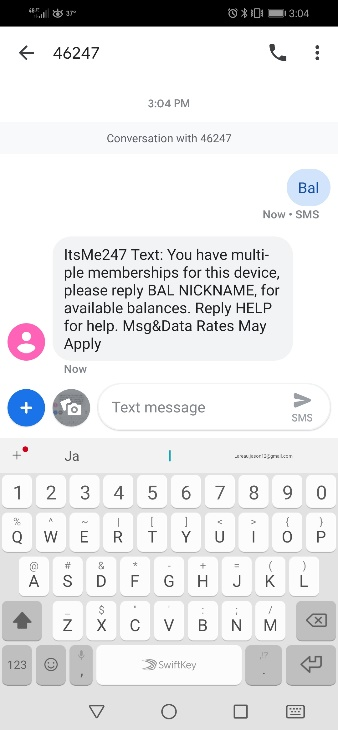 37°
3:04
46247
3:04 PM
Conversation with 46247
Bal
Now • SMS
ItsMe247 Text: You have multi-
ple memberships for this device,
please reply BAL NICKNAME, for
available balances. Reply HELP
for help. Msg&Data Rates May
Apply
Now
Text message
SMS
Ja I
1 2 3 4 5 6 7 8 9 0
% ^ ~ | [ ] < > { }
Q W E R T Y U I O P
@ # & * - + = ( )
A S D F G H J K L
_ $ " ' : ; /
Z X C V B N M
123 , SwiftKey ,!? .